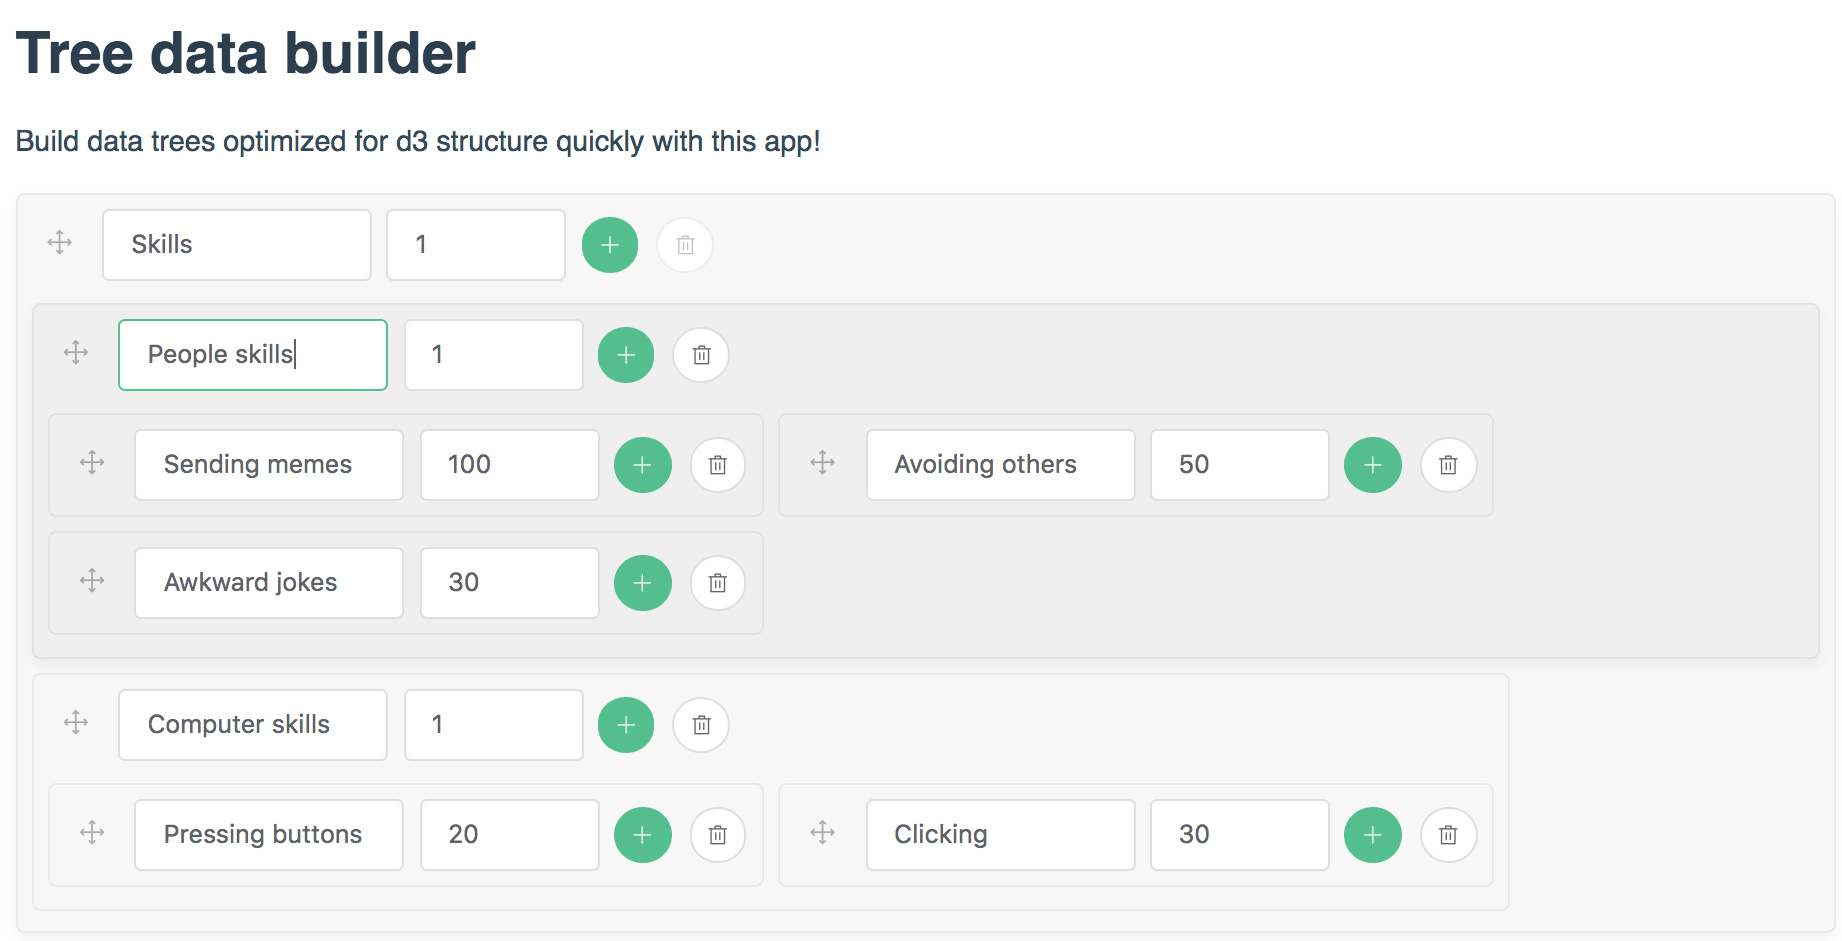 Tree data builder
Build data trees optimized for d3 structure quickly with this app!
Skills 1
People skills 1
Sending memes 100 Avoiding others 50
Awkward jokes 30
Computer skills 1
Pressing buttons 20 Clicking 30